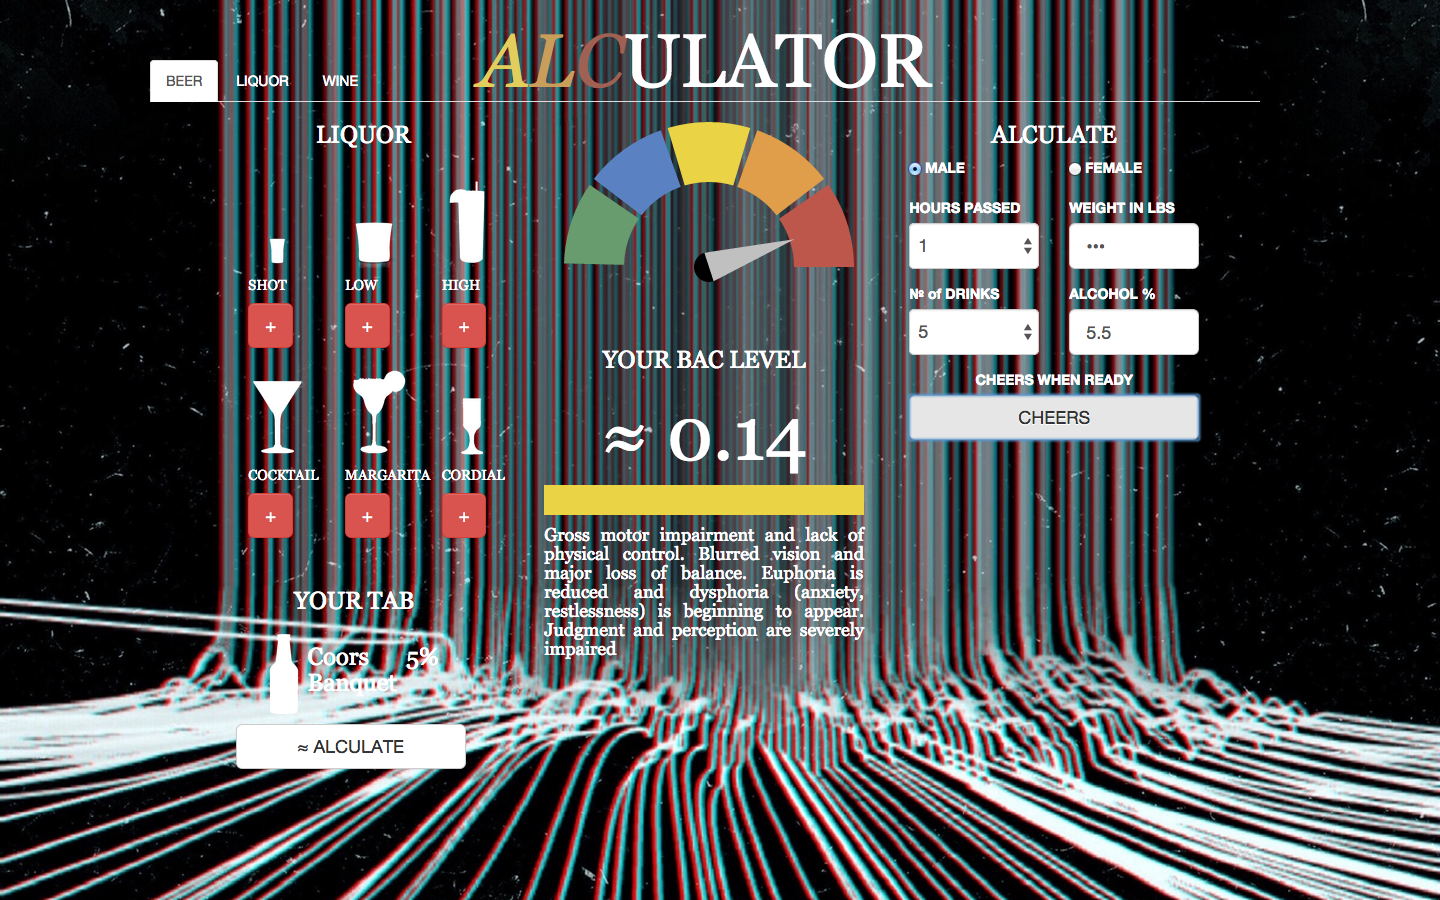 ALCULATOR
BEER LIQUOR WINE
LIQUOR
SHOT LOW HIGH
+ + +
COCKTAIL MARGARITA CORDIAL
+ + +
YOUR TAB
Coors 5%
Banquet
≈ ALCULATE
YOUR BAC LEVEL
≈ 0.14
Gross motor impairment and lack of
physical control. Blurred vision and
major loss of balance. Euphoria is
reduced and dysphoria (anxiety,
restlessness) is beginning to appear.
Judgment and perception are severely
impaired
ALCULATE
MALE FEMALE
HOURS PASSED WEIGHT IN LBS
1 •••
№ of DRINKS ALCOHOL %
5 5.5
CHEERS WHEN READY
CHEERS